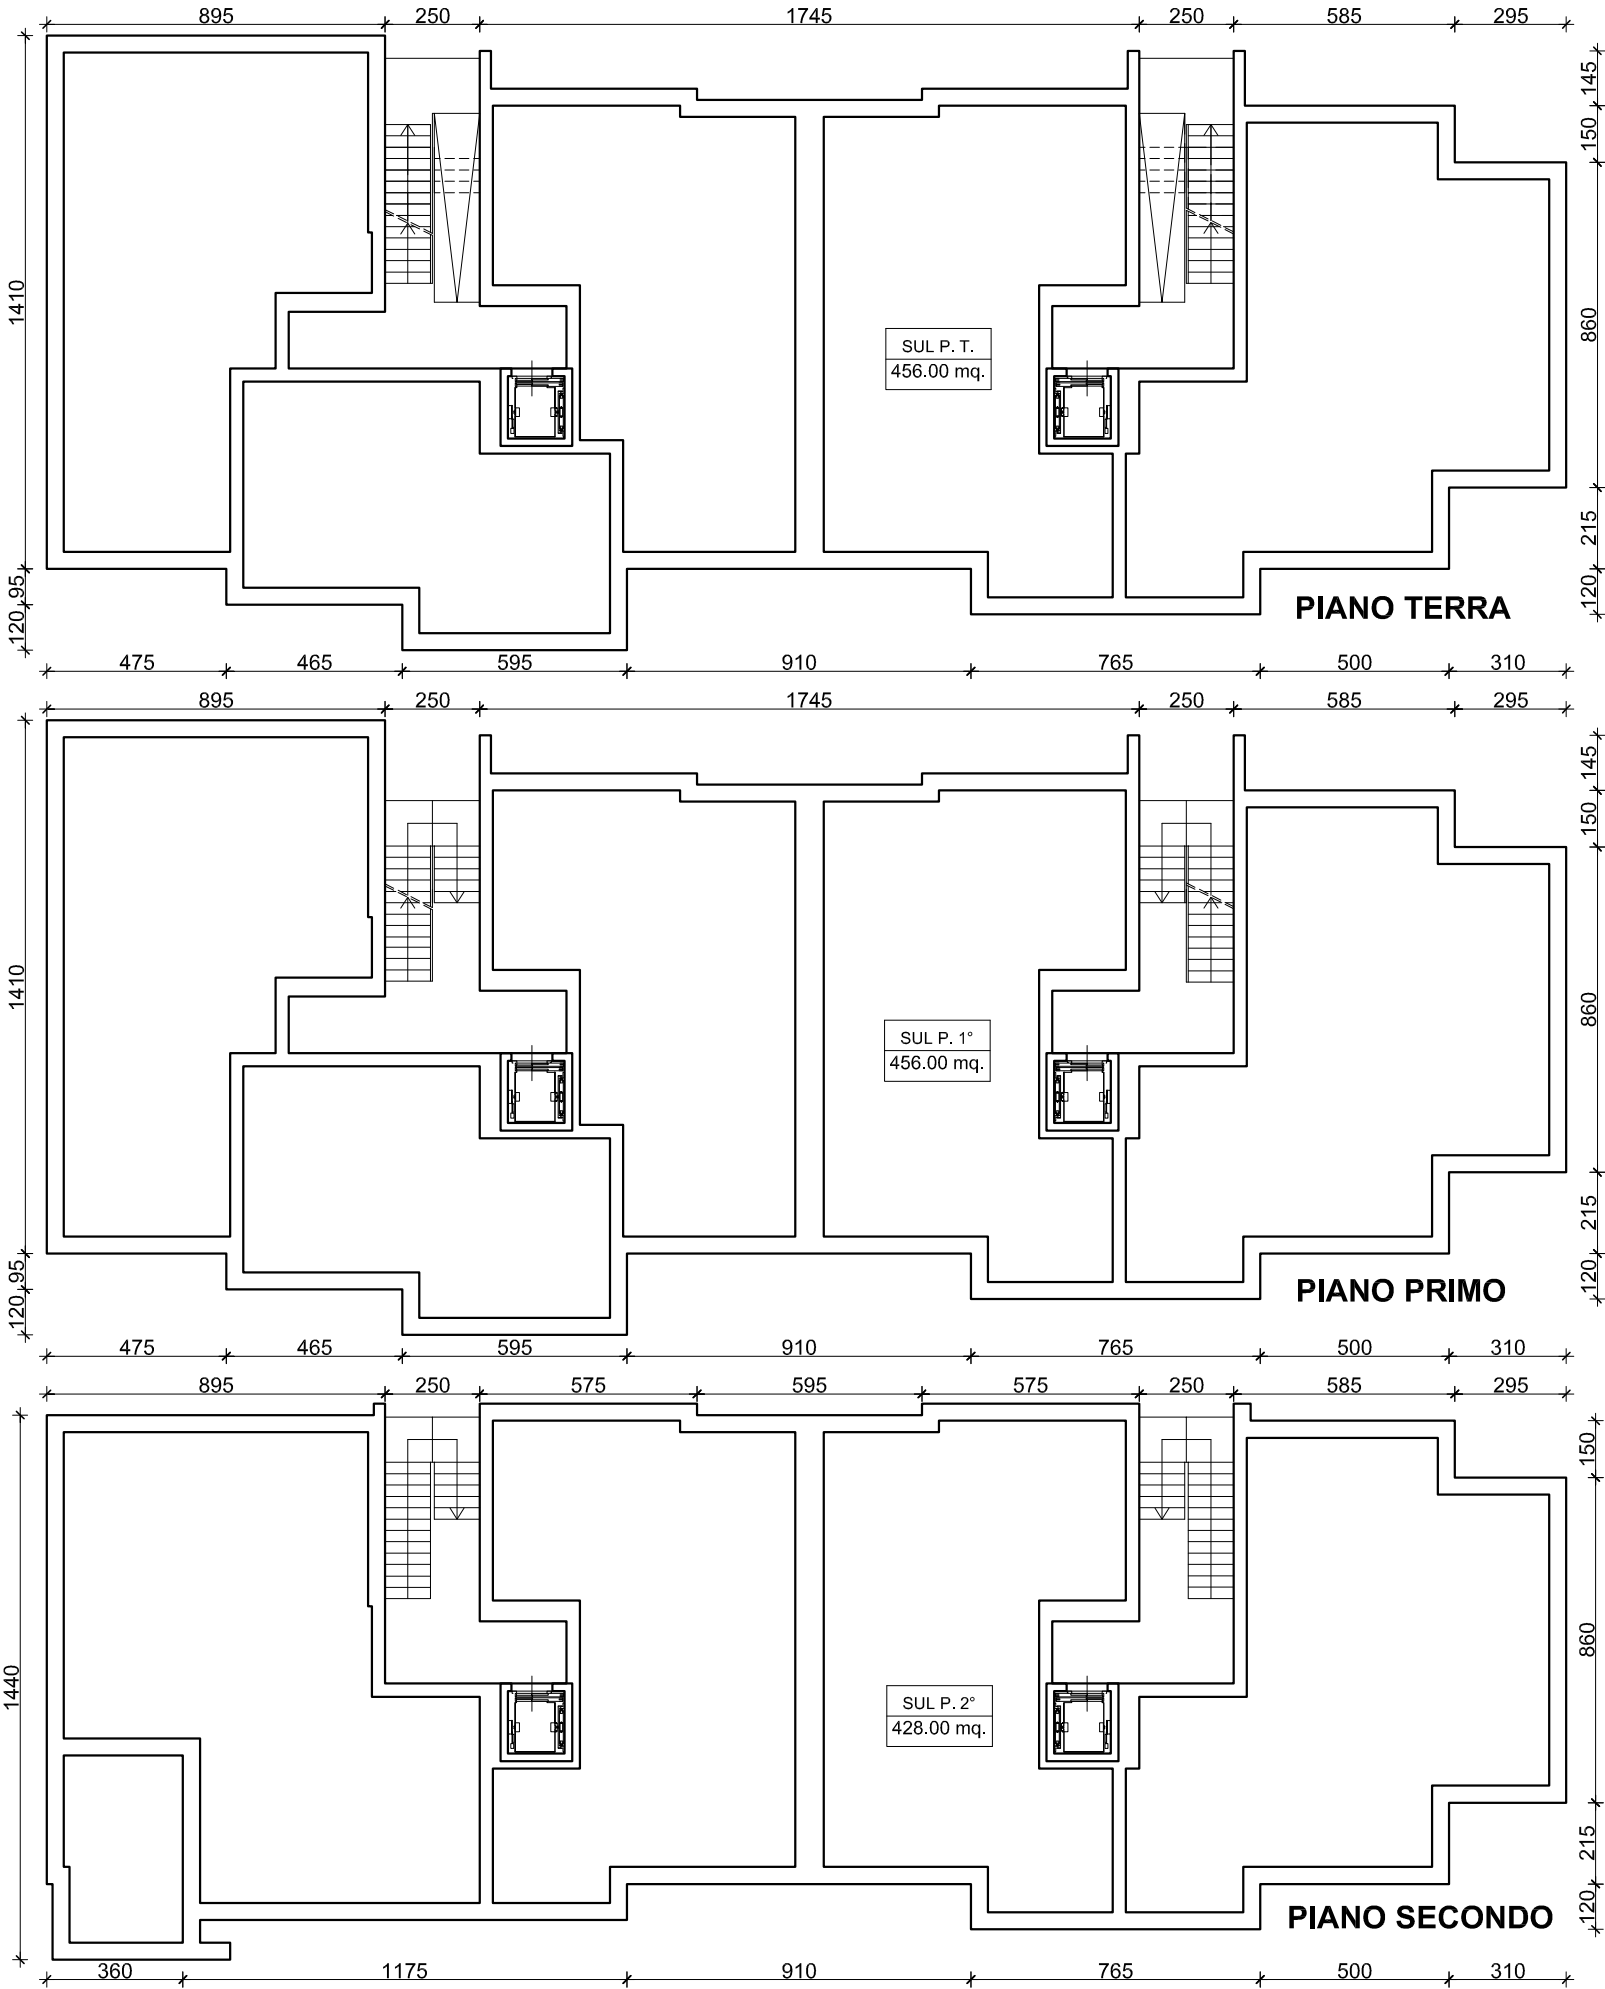 895 250 1745 250 585 295
145
150
1410
860
SUL P. T.
456.00 mq.
215
95
120
120
PIANO TERRA
475 465 595 910 765 500 310
895 250 1745 250 585 295
145
150
1410
860
SUL P. 1°
456.00 mq.
215
95
120
120
PIANO PRIMO
475 465 595 910 765 500 310
895 250 575 595 575 250 585 295
150
860
1440
SUL P. 2°
428.00 mq.
215
120
PIANO SECONDO
360 1175 910 765 500 310